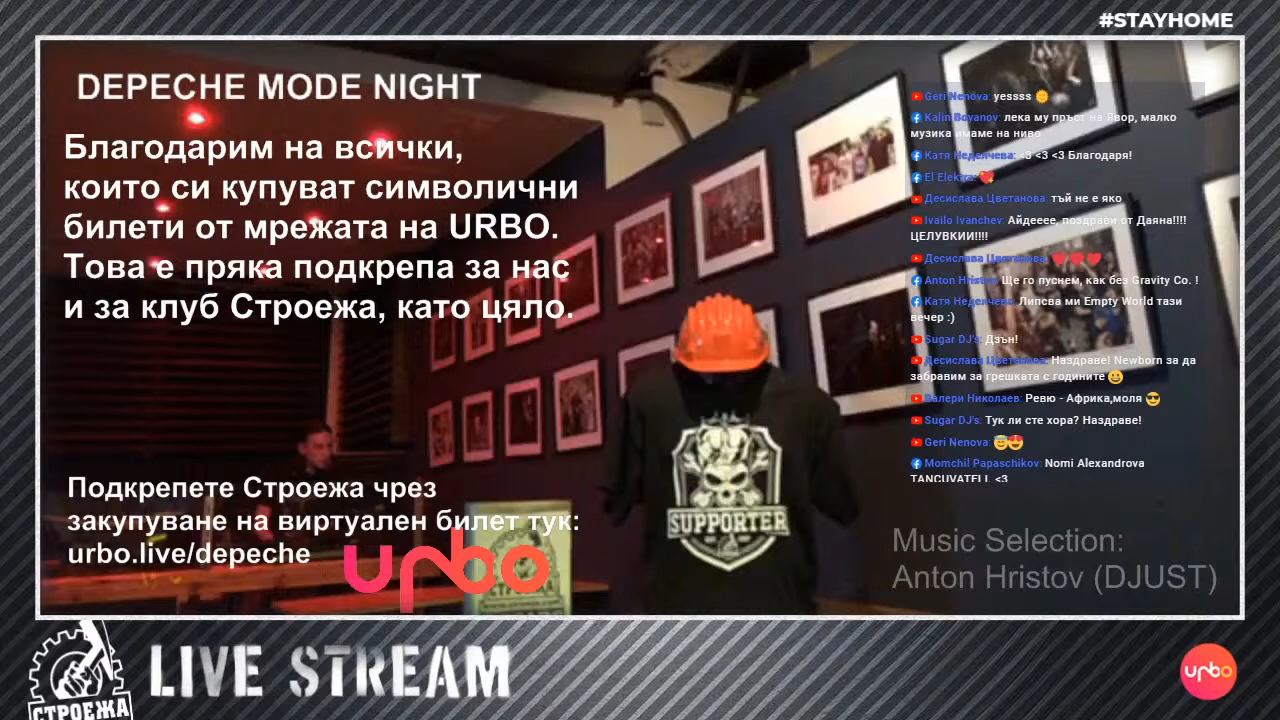 #STAYHOME
DEPECHE MODE NIGHT
Благодарим на всички,
които си купуват символични
билети от мрежата на URBO.
Това е пряка подкрепа за нас
и за клуб Строежа, като цяло.
Geri Nenova: yessss
Kalin Boyanov: лека му пръст на Явор, малко
музика имаме на ниво
Катя Неделчева: <3 <3 <3 Благодаря!
El Elektra:
Десислава Цветанова: тъй не е яко
Ivailo Ivanchev: Айдееее, поздрави от Даяна!!!!
ЦЕЛУВКИИ!!!!
Десислава Цветанова:
Anton Hristov: Ще го пуснем, как без Gravity Co. !
Катя Неделчева: Липсва ми Empty World тази
вечер :)
Sugar DJ's: Дзън!
Десислава Цветанова: Наздраве! Newborn за да
забравим за грешката с годините
Валери Николаев: Ревю - Африка,моля
Sugar DJ's: Тук ли сте хора? Наздраве!
Geri Nenova:
Momchil Papaschikov: Nomi Alexandrova
TANCUVATELI <3
SUPPORTER
Подкрепете Строежа чрез
закупуване на виртуален билет тук:
urbo.live/depeche
urbo
Music Selection:
Anton Hristov (DJUST)
СТРОЕЖА
LIVE STREAM
urbo